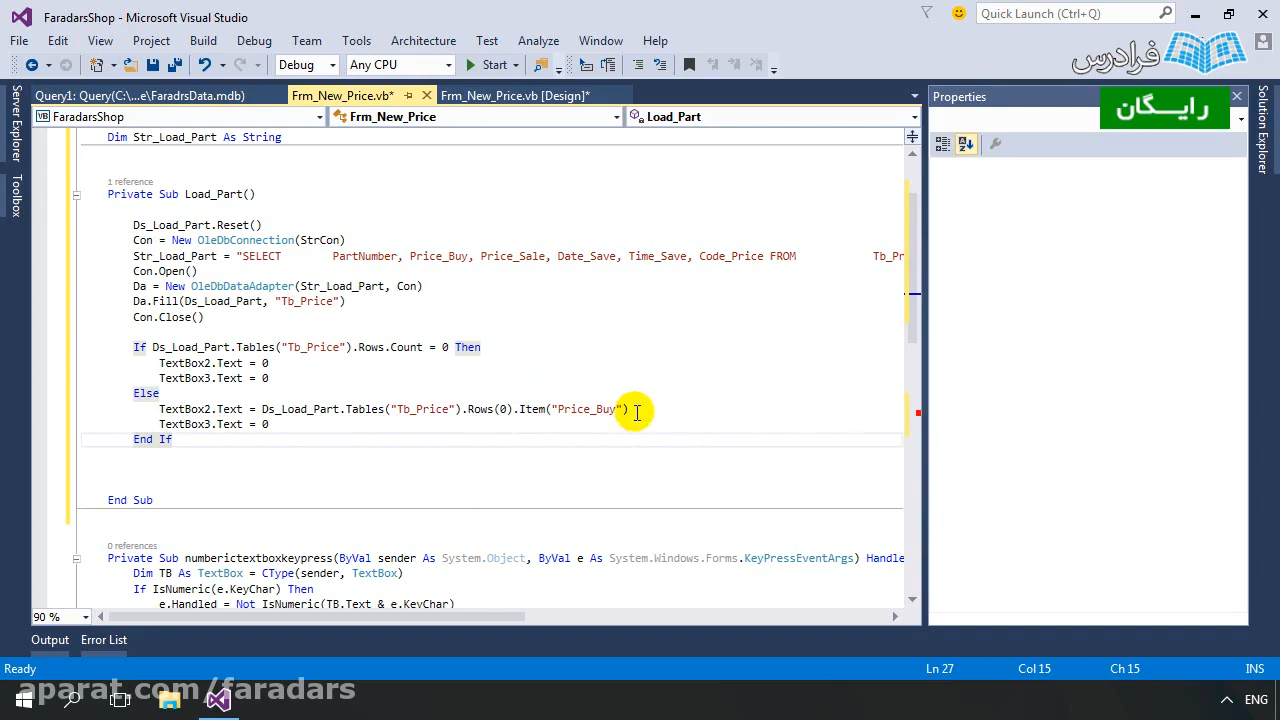 FaradarsShop - Microsoft Visual Studio
Quick Launch (Ctrl+Q)
File Edit View Project Build Debug Team Tools Architecture Test Analyze Window Help
Debug Any CPU Start
فرادرس
Query1: Query(C:\...e\FaradrsData.mdb) Frm_New_Price.vb* Frm_New_Price.vb [Design]*
Properties
رایگان
FaradarsShop Frm_New_Price Load_Part
Server Explorer
Toolbox
Solution Explorer
Dim Str_Load_Part As String
1 reference
Private Sub Load_Part()
Ds_Load_Part.Reset()
Con = New OleDbConnection(StrCon)
Str_Load_Part = "SELECT PartNumber, Price_Buy, Price_Sale, Date_Save, Time_Save, Code_Price FROM Tb_Pr
Con.Open()
Da = New OleDbDataAdapter(Str_Load_Part, Con)
Da.Fill(Ds_Load_Part, "Tb_Price")
Con.Close()
If Ds_Load_Part.Tables("Tb_Price").Rows.Count = 0 Then
TextBox2.Text = 0
TextBox3.Text = 0
Else
TextBox2.Text = Ds_Load_Part.Tables("Tb_Price").Rows(0).Item("Price_Buy")
TextBox3.Text = 0
End If
End Sub
0 references
Private Sub numberictextboxkeypress(ByVal sender As System.Object, ByVal e As System.Windows.Forms.KeyPressEventArgs) Handle
Dim TB As TextBox = CType(sender, TextBox)
If IsNumeric(e.KeyChar) Then
e.Handled = Not IsNumeric(TB.Text & e.KeyChar)
90 %
Output Error List
Ready Ln 27 Col 15 Ch 15 INS
aparat.com/faradars
ENG